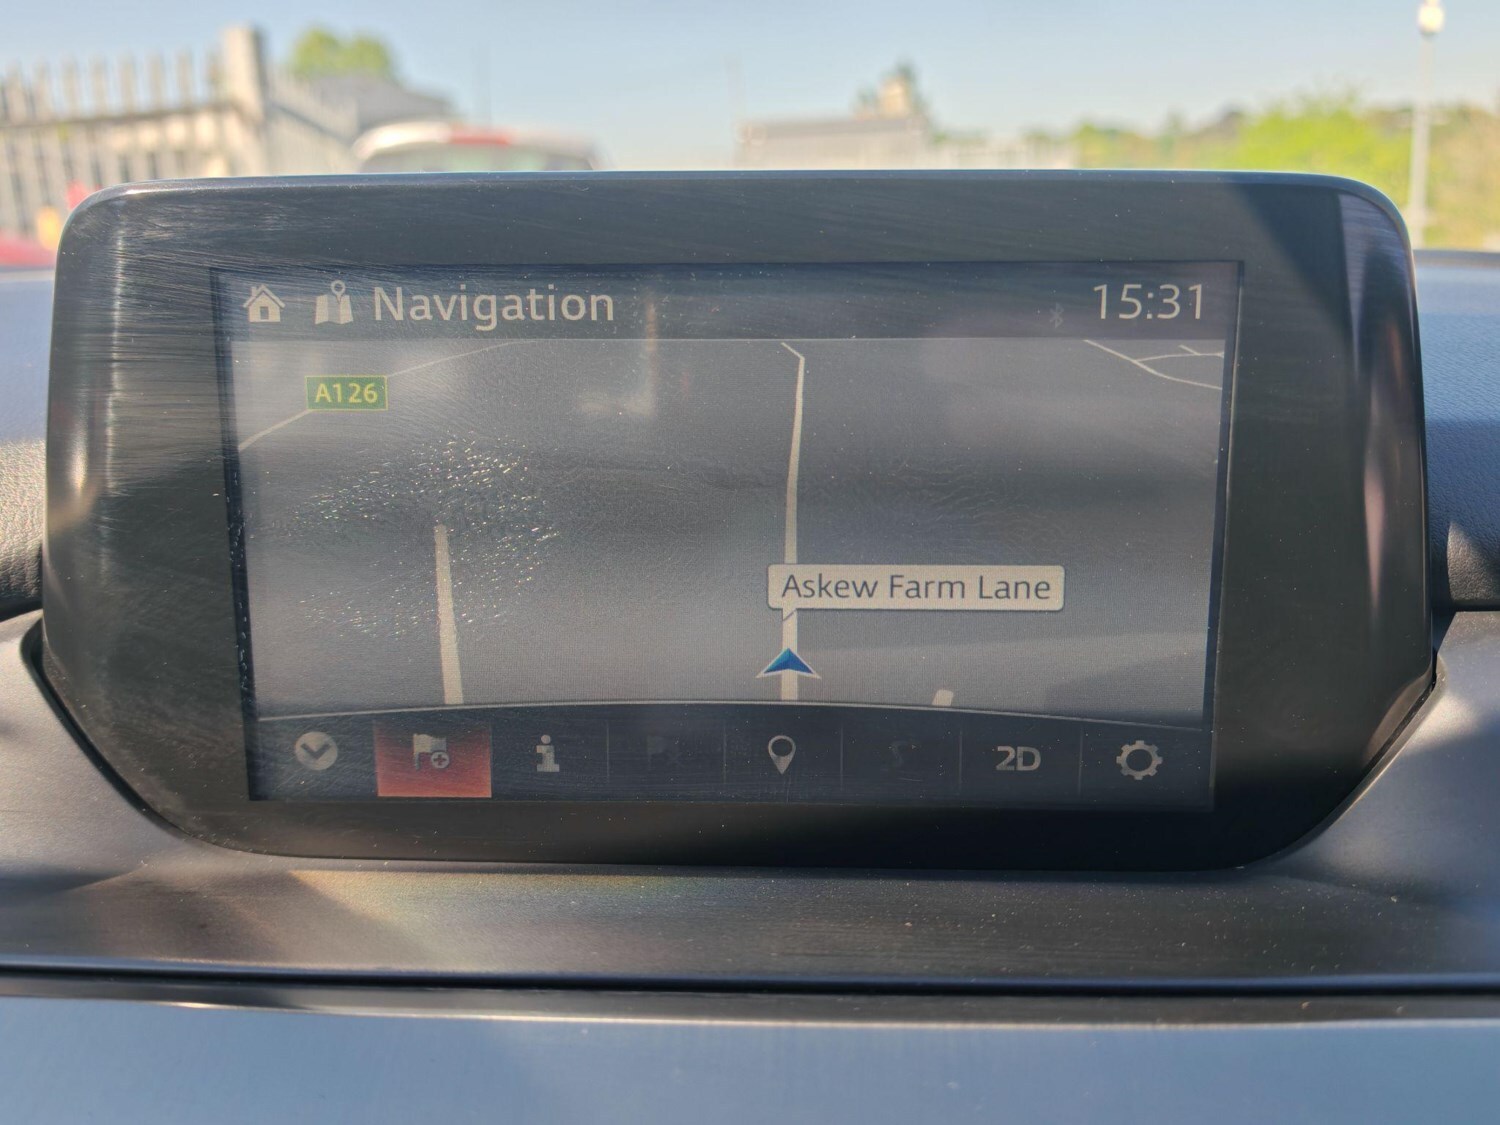 Navigation
15:31
A126
Askew Farm Lane
2D